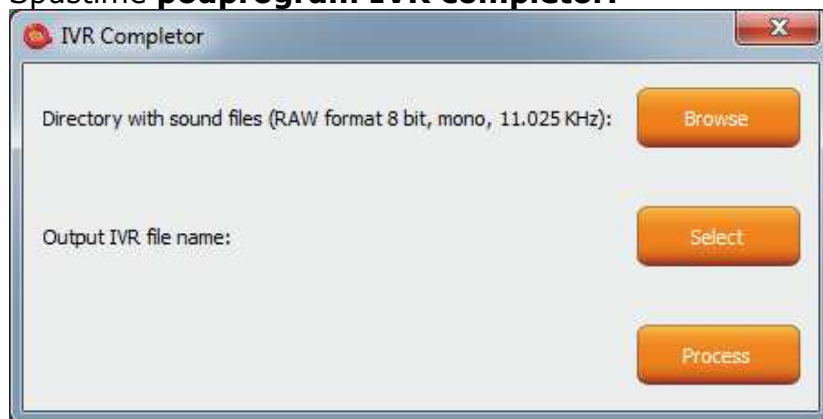 podprogram IVR Completor
IVR Completor
Directory with sound files (RAW format 8 bit, mono, 11.025 KHz):
Browse
Output IVR file name:
Select
Process